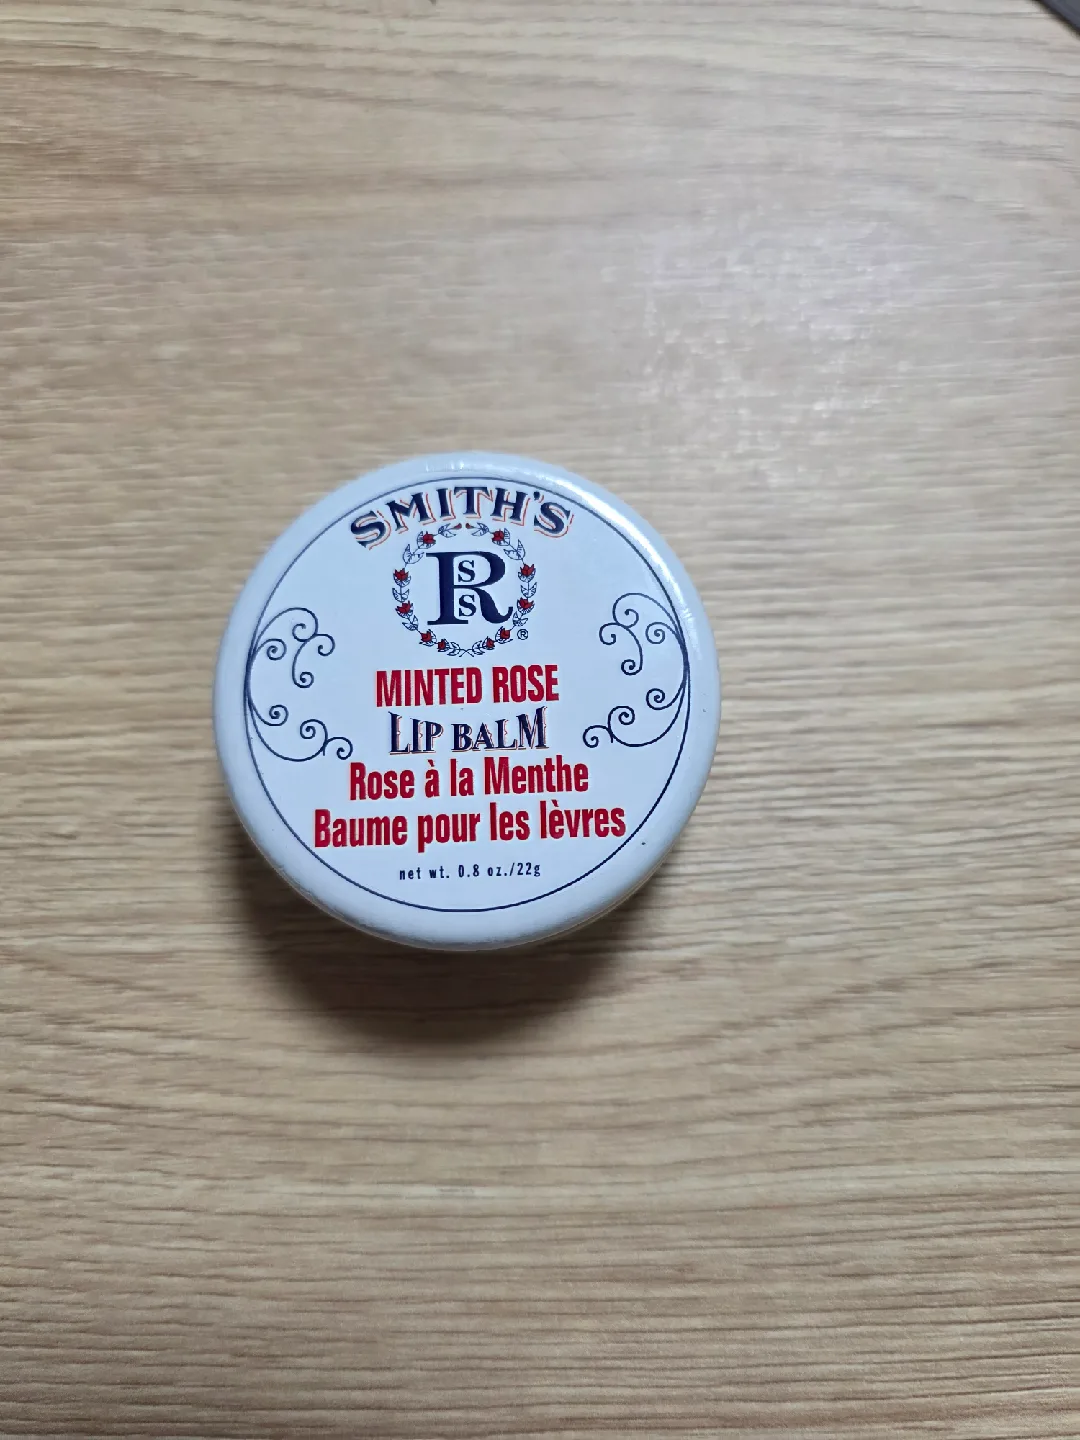 SMITH'S
RSS
®
MINTED ROSE
LIP BALM
Rose à la Menthe
Baume pour les lèvres
net wt. 0.8 oz./22g